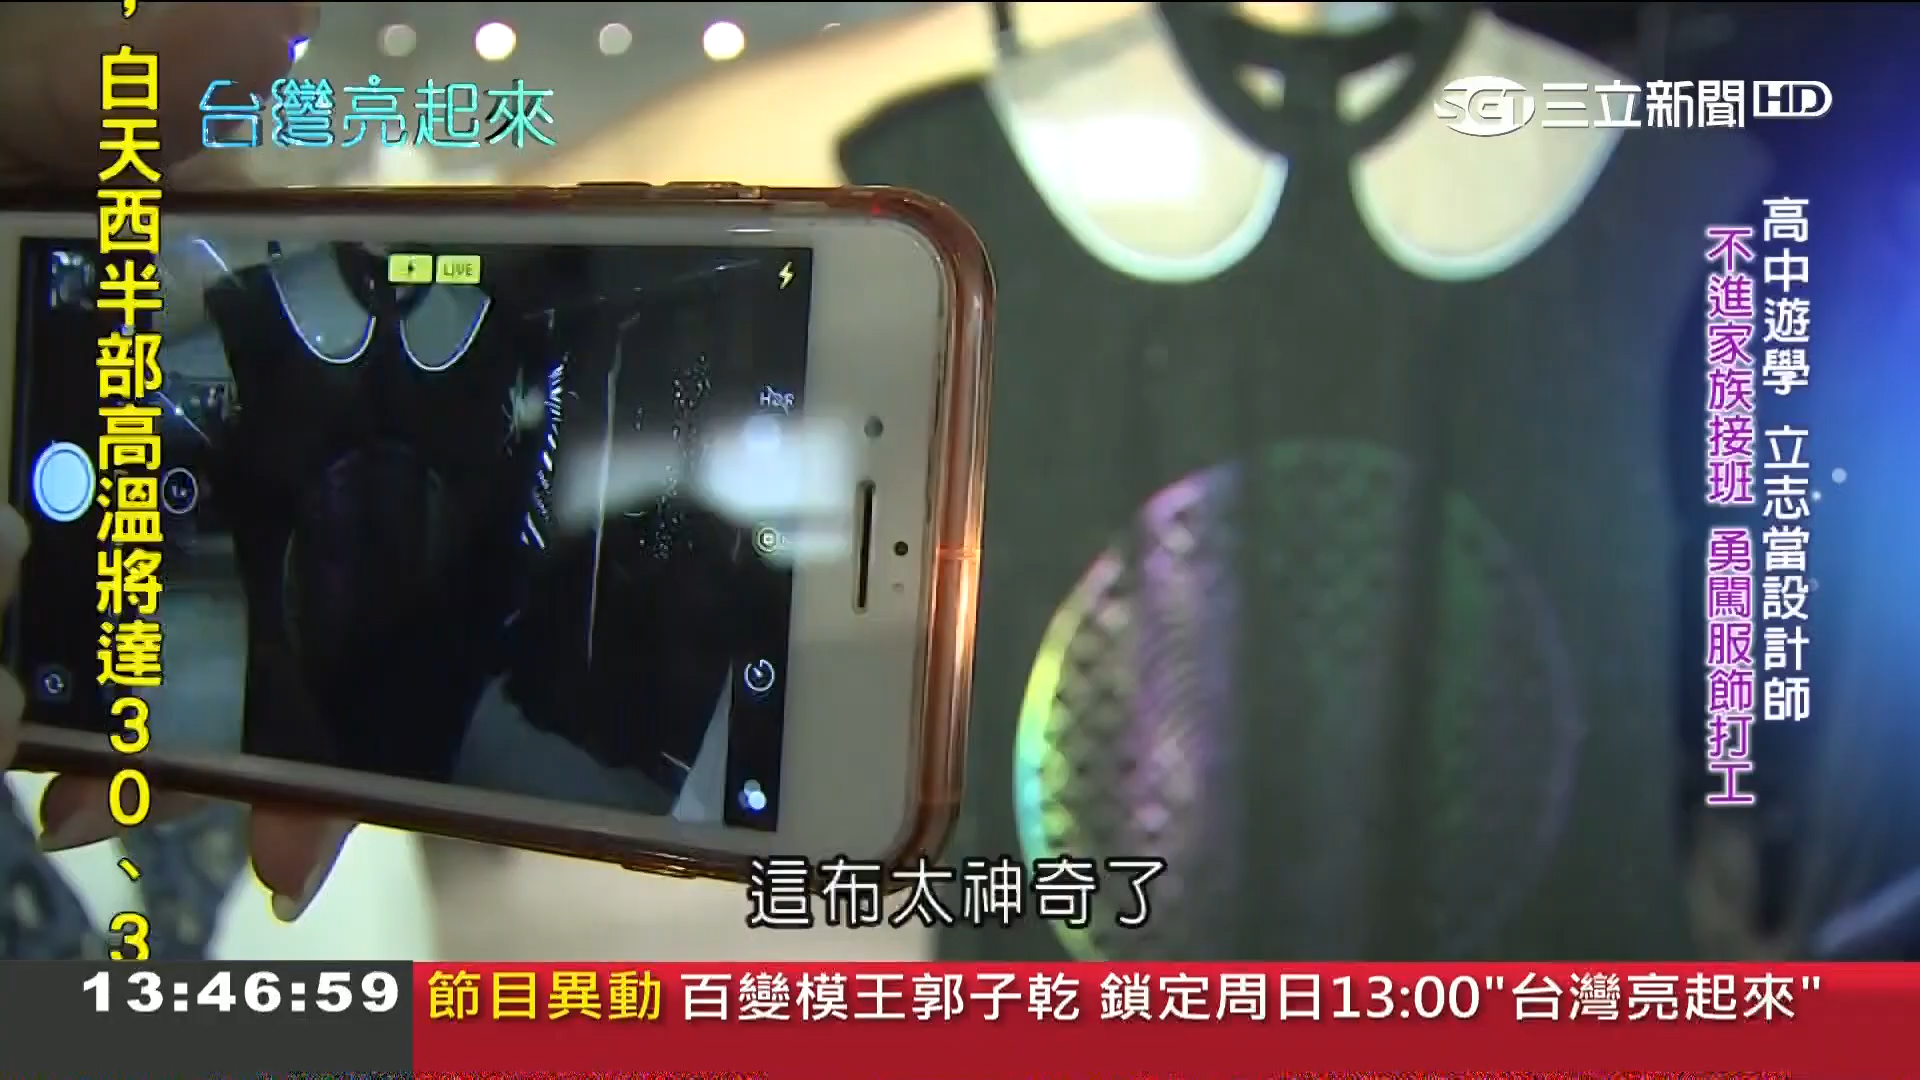 ，白天西半部高溫將達30、3
台灣亮起來
SET三立新聞HD
高中遊學 立志當設計師
不進家族接班 勇闖服飾打工
LIVE
HDR
1x
這布太神奇了
13:46:59
節目異動 百變模王郭子乾 鎖定周日13:00"台灣亮起來"